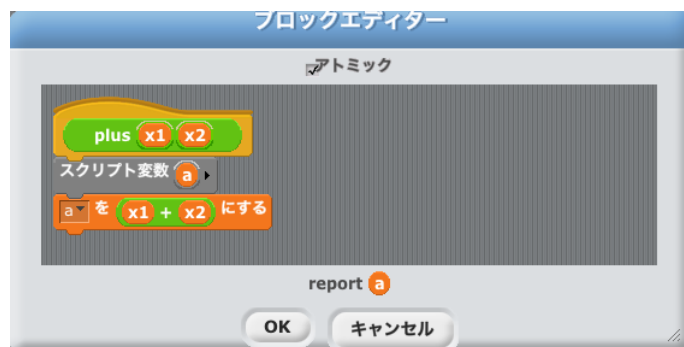 ブロックエディター
アトミック
plus x1 x2
スクリプト変数 a
a を x1 + x2 にする
report a
OK キャンセル